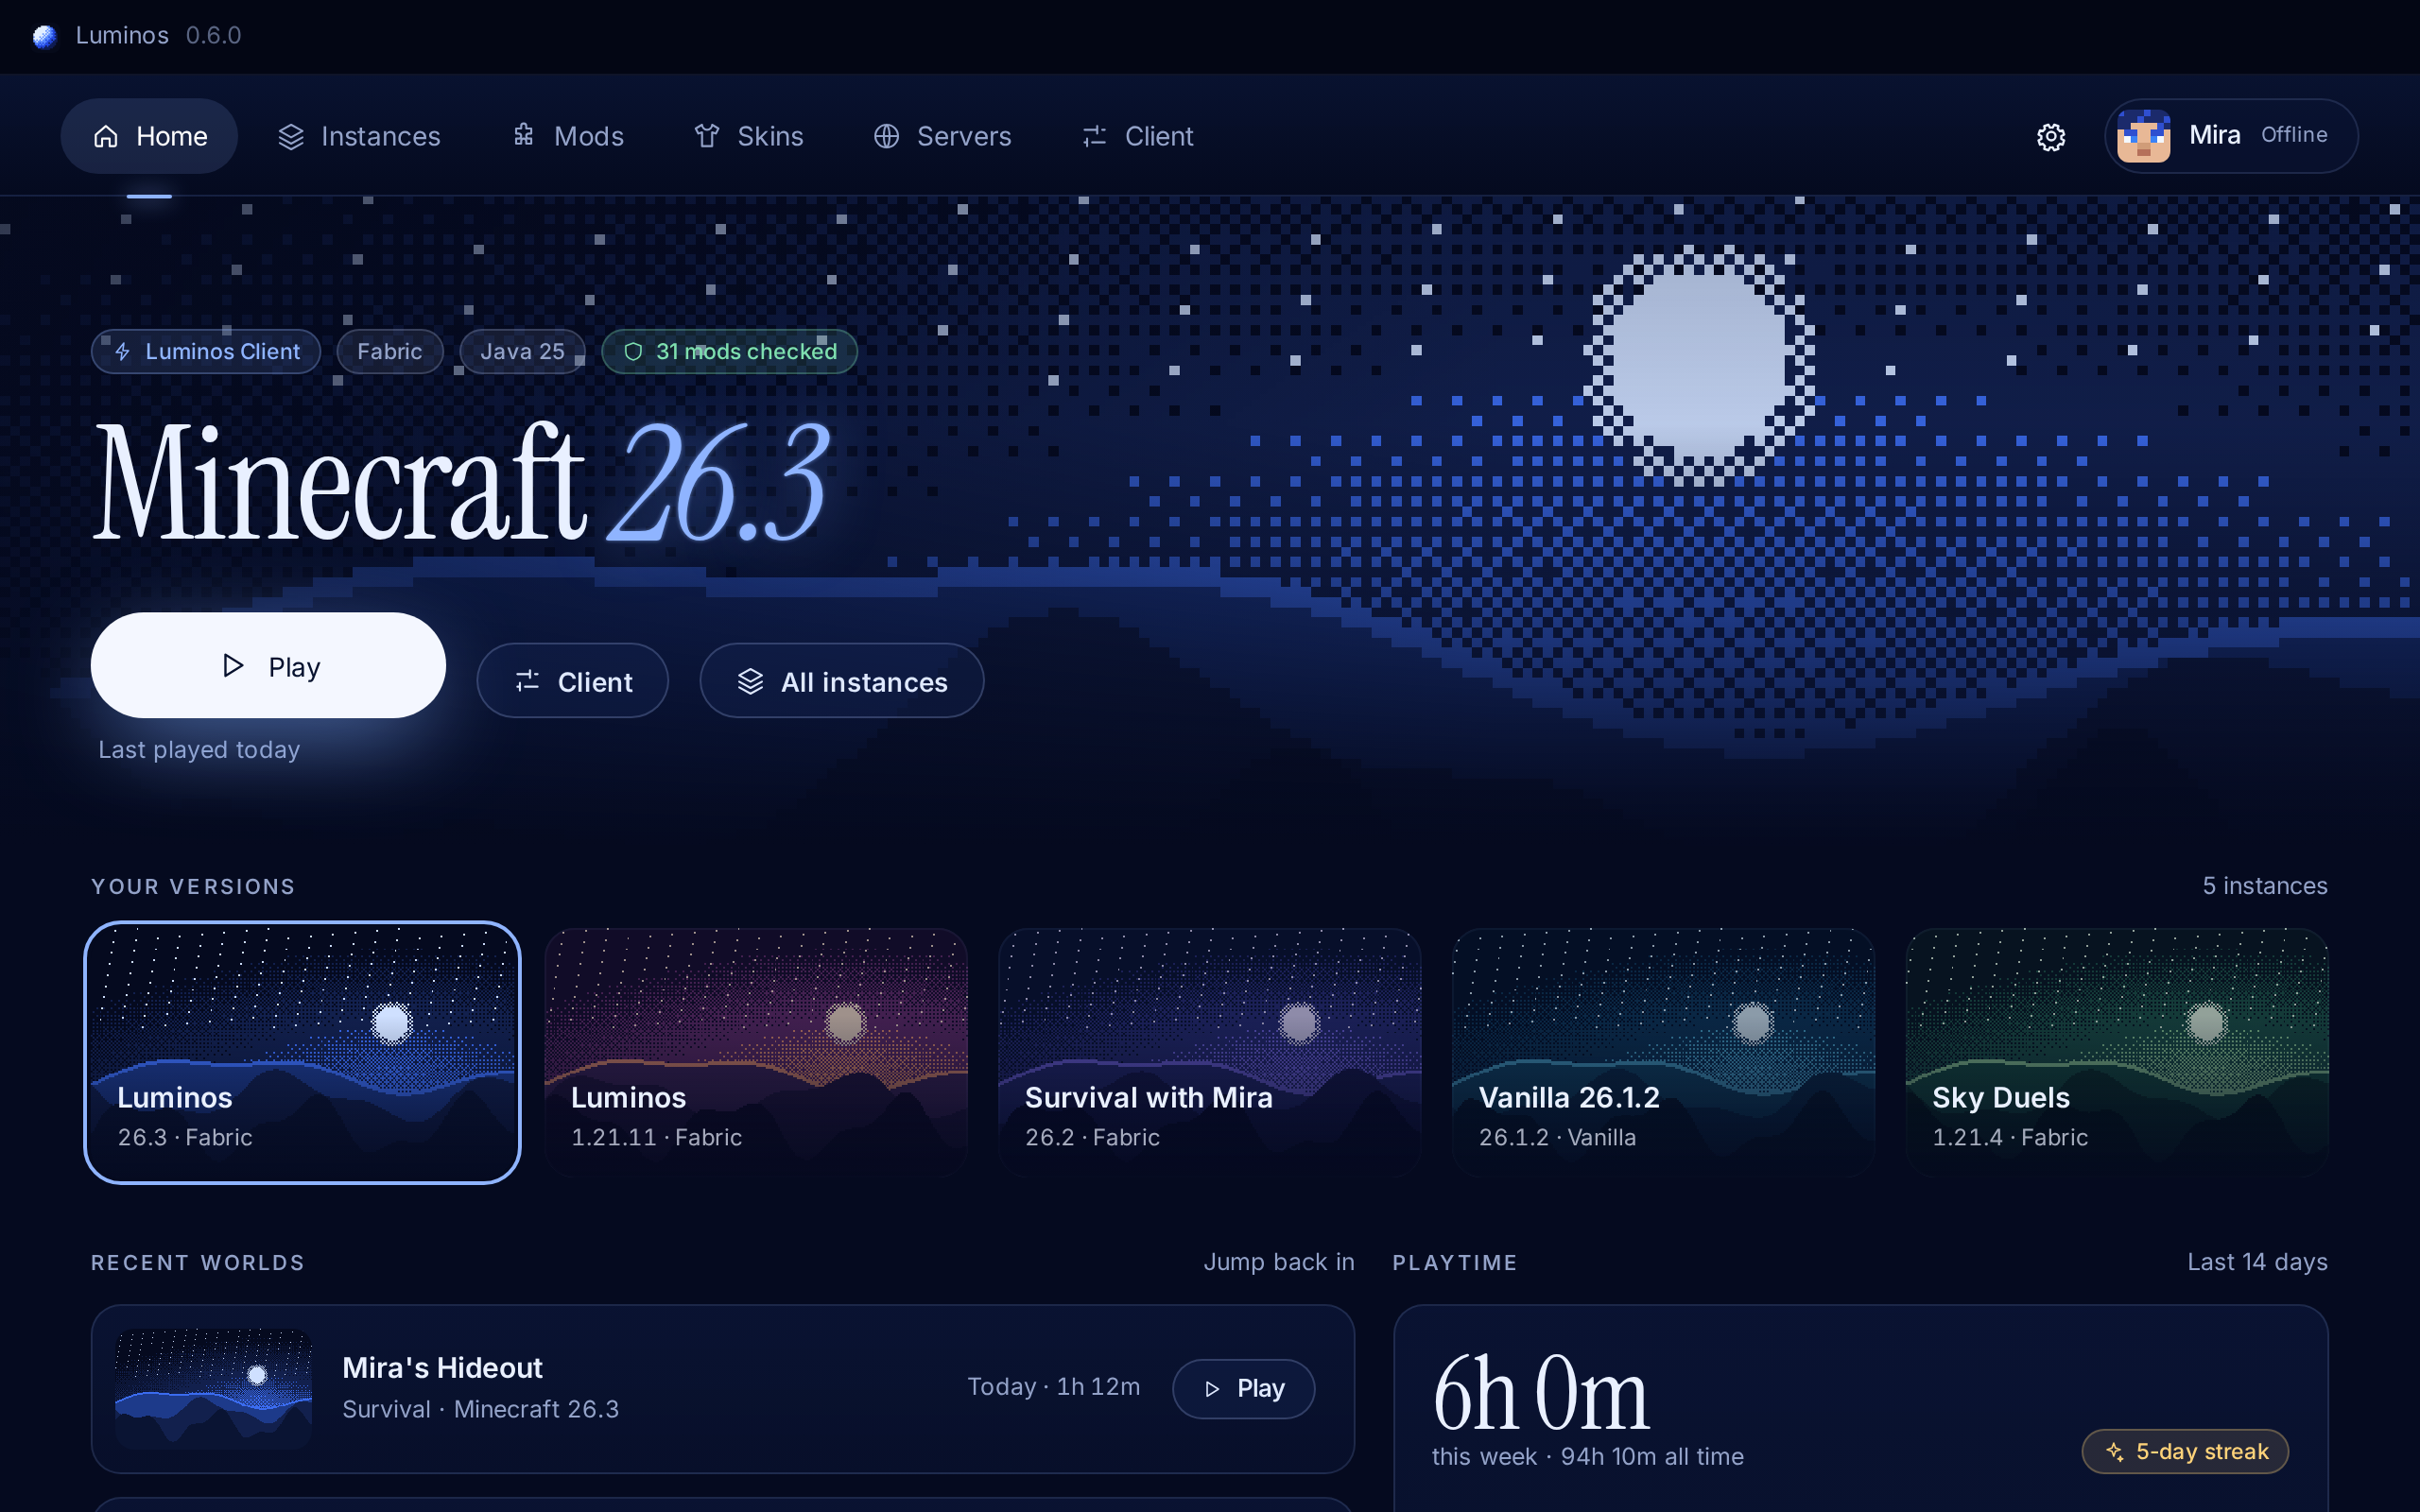 Luminos 0.6.0
Home Instances Mods Skins Servers Client Mira Offline
Luminos Client Fabric Java 25 31 mods checked
Minecraft 26.3
Play Client All instances
Last played today
YOUR VERSIONS 5 instances
Luminos Luminos Survival with Mira Vanilla 26.1.2 Sky Duels
26.3 · Fabric 1.21.11 · Fabric 26.2 · Fabric 26.1.2 · Vanilla 1.21.4 · Fabric
RECENT WORLDS Jump back in PLAYTIME Last 14 days
Mira's Hideout
Survival · Minecraft 26.3
Today · 1h 12m Play
6h 0m
this week · 94h 10m all time
5-day streak